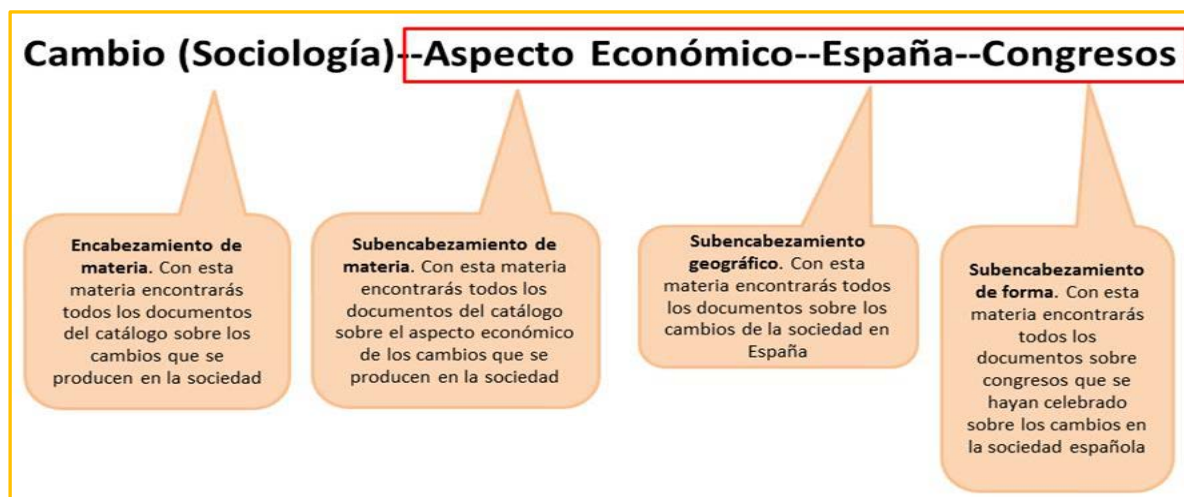 Cambio (Sociología)--Aspecto Económico--España--Congresos
Encabezamiento de
materia. Con esta
materia encontrarás
todos los documentos
del catálogo sobre los
cambios que se
producen en la sociedad
Subencabezamiento de
materia. Con esta materia
encontrarás todos los
documentos del catálogo
sobre el aspecto económico
de los cambios que se
producen en la sociedad
Subencabezamiento
geográfico. Con esta
materia encontrarás todos
los documentos sobre los
cambios de la sociedad en
España
Subencabezamiento
de forma. Con esta
materia encontrarás
todos los
documentos sobre
congresos que se
hayan celebrado
sobre los cambios en
la sociedad española